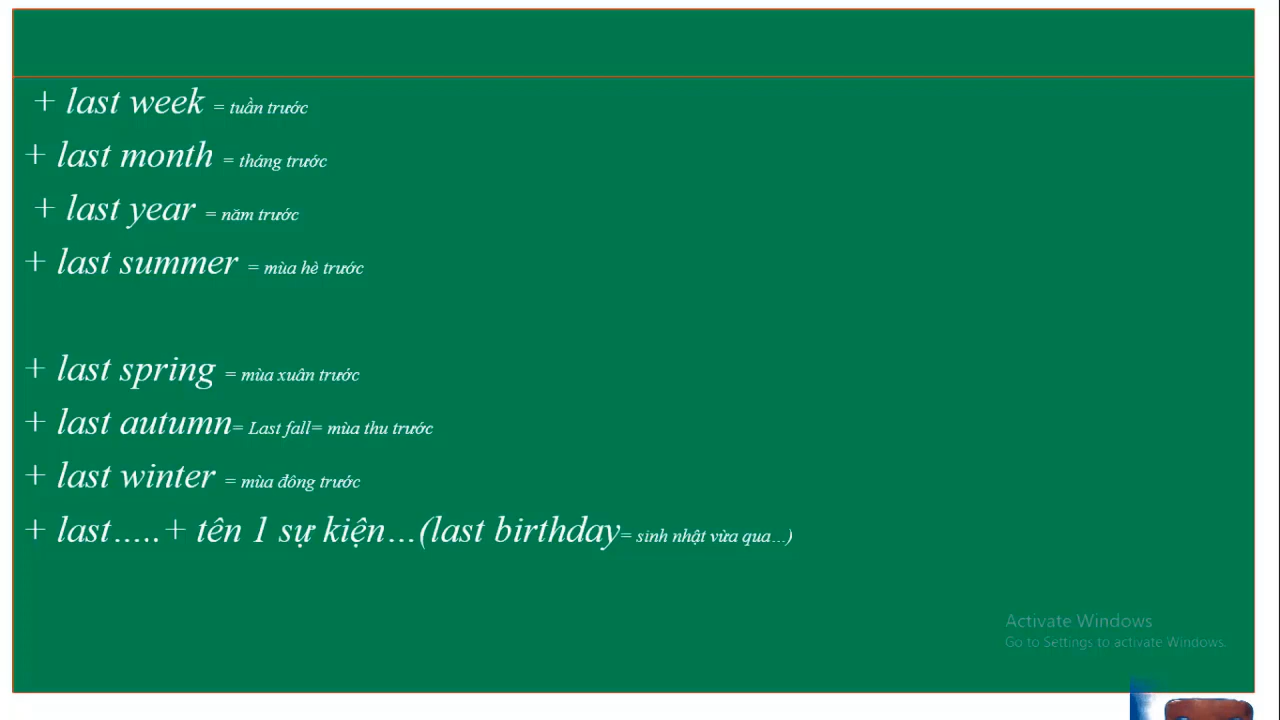 + last week = tuần trước
+ last month = tháng trước
+ last year = năm trước
+ last summer = mùa hè trước
+ last spring = mùa xuân trước
+ last autumn= Last fall= mùa thu trước
+ last winter = mùa đông trước
+ last…..+ tên 1 sự kiện…(last birthday= sinh nhật vừa qua…)
Activate Windows
Go to Settings to activate Windows.